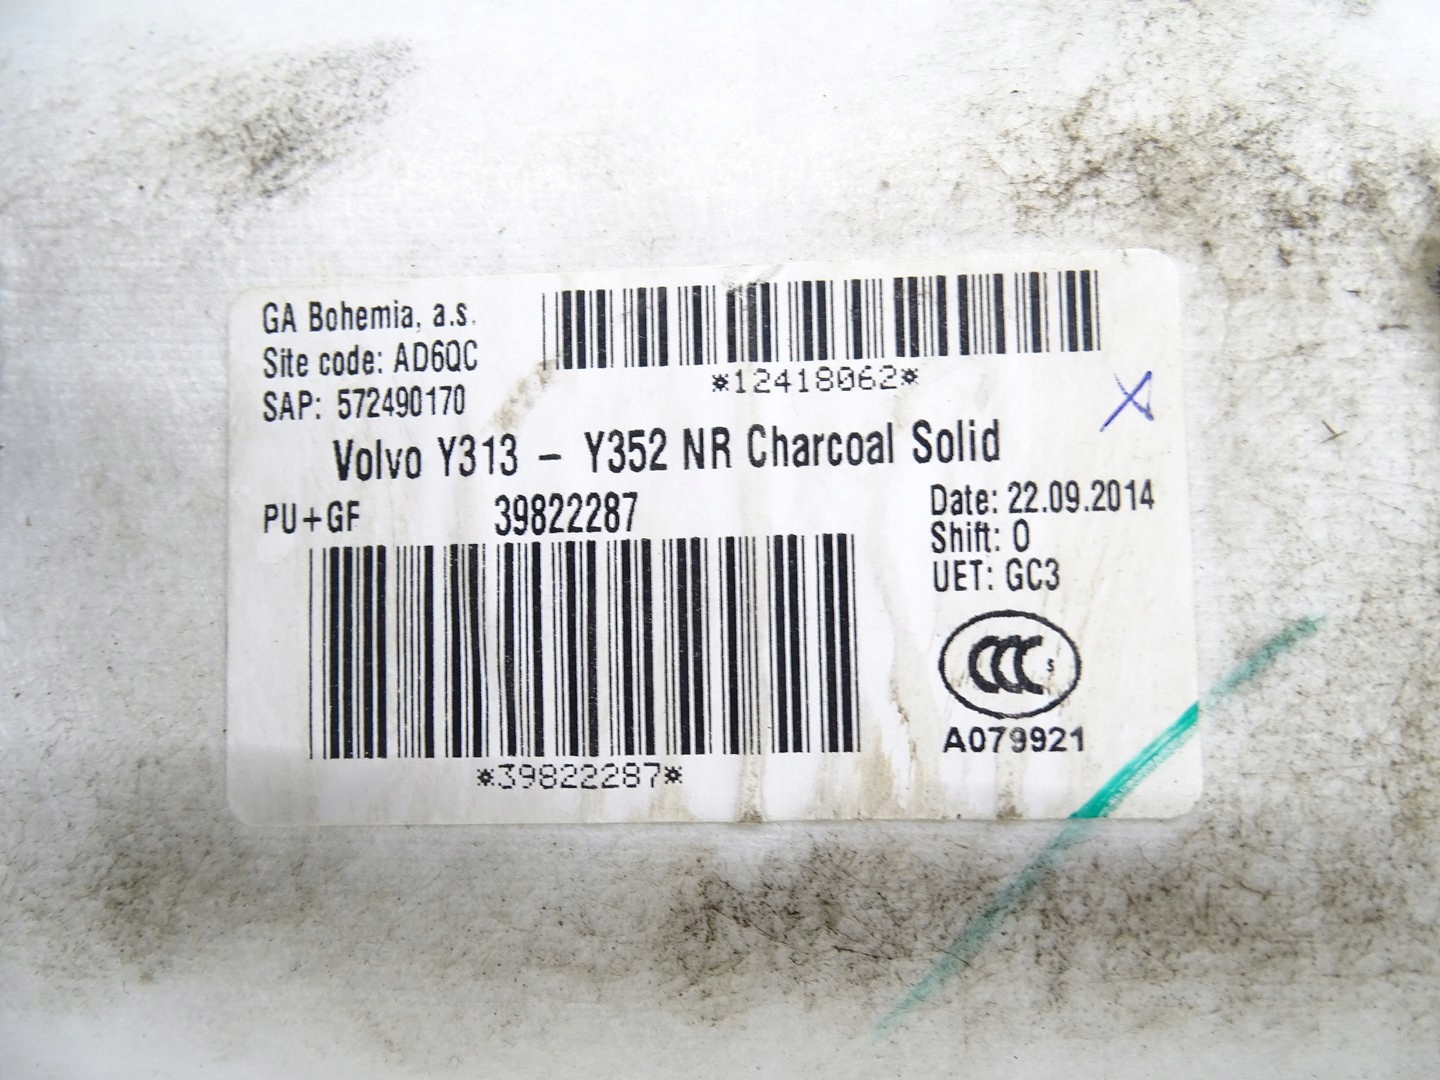 GA Bohemia, a.s.
Site code: AD6QC
SAP: 572490170
*12418062*
Volvo Y313 - Y352 NR Charcoal Solid
PU+GF 39822287
Date: 22.09.2014
Shift: O
UET: GC3
*39822287*
CCC S
A079921